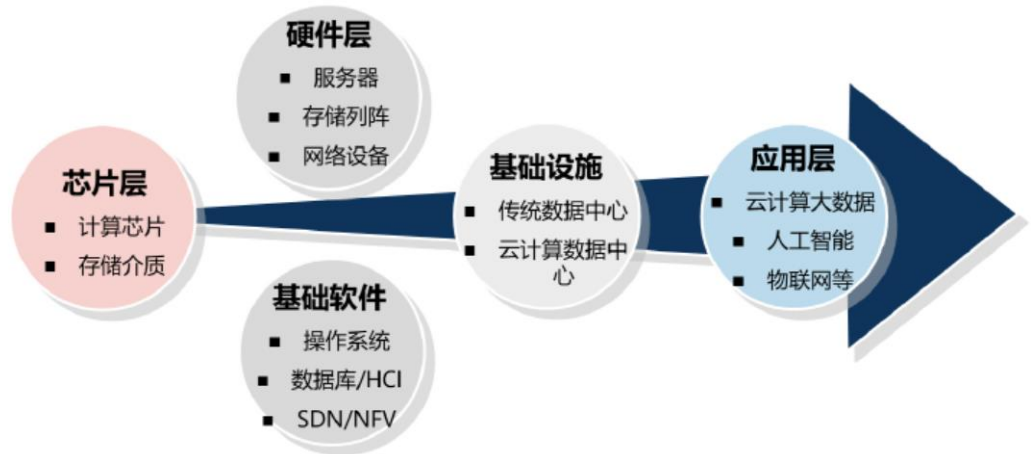 芯片层
▪ 计算芯片
▪ 存储介质
硬件层
▪ 服务器
▪ 存储列阵
▪ 网络设备
基础软件
▪ 操作系统
▪ 数据库/HCI
▪ SDN/NFV
基础设施
▪ 传统数据中心
▪ 云计算数据中
心
应用层
▪ 云计算大数据
▪ 人工智能
▪ 物联网等